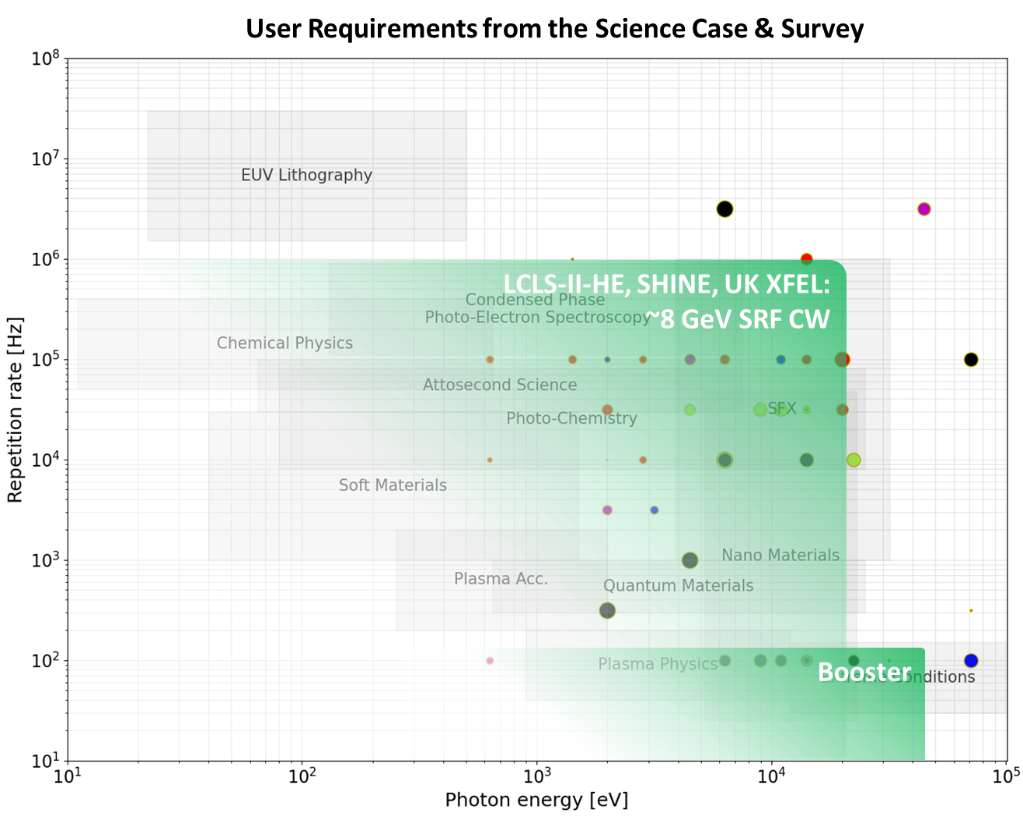 User Requirements from the Science Case & Survey
10⁸
10⁷
10⁶
10⁵
10⁴
10³
10²
10¹
Repetition rate [Hz]
EUV Lithography
LCLS-II-HE, SHINE, UK XFEL:
~8 GeV SRF CW
Condensed Phase
Photo-Electron Spectroscopy
Chemical Physics
Attosecond Science
SFX
Photo-Chemistry
Soft Materials
Nano Materials
Plasma Acc.
Quantum Materials
Plasma Physics
Booster
onditions
10¹
10²
10³
10⁴
10⁵
Photon energy [eV]